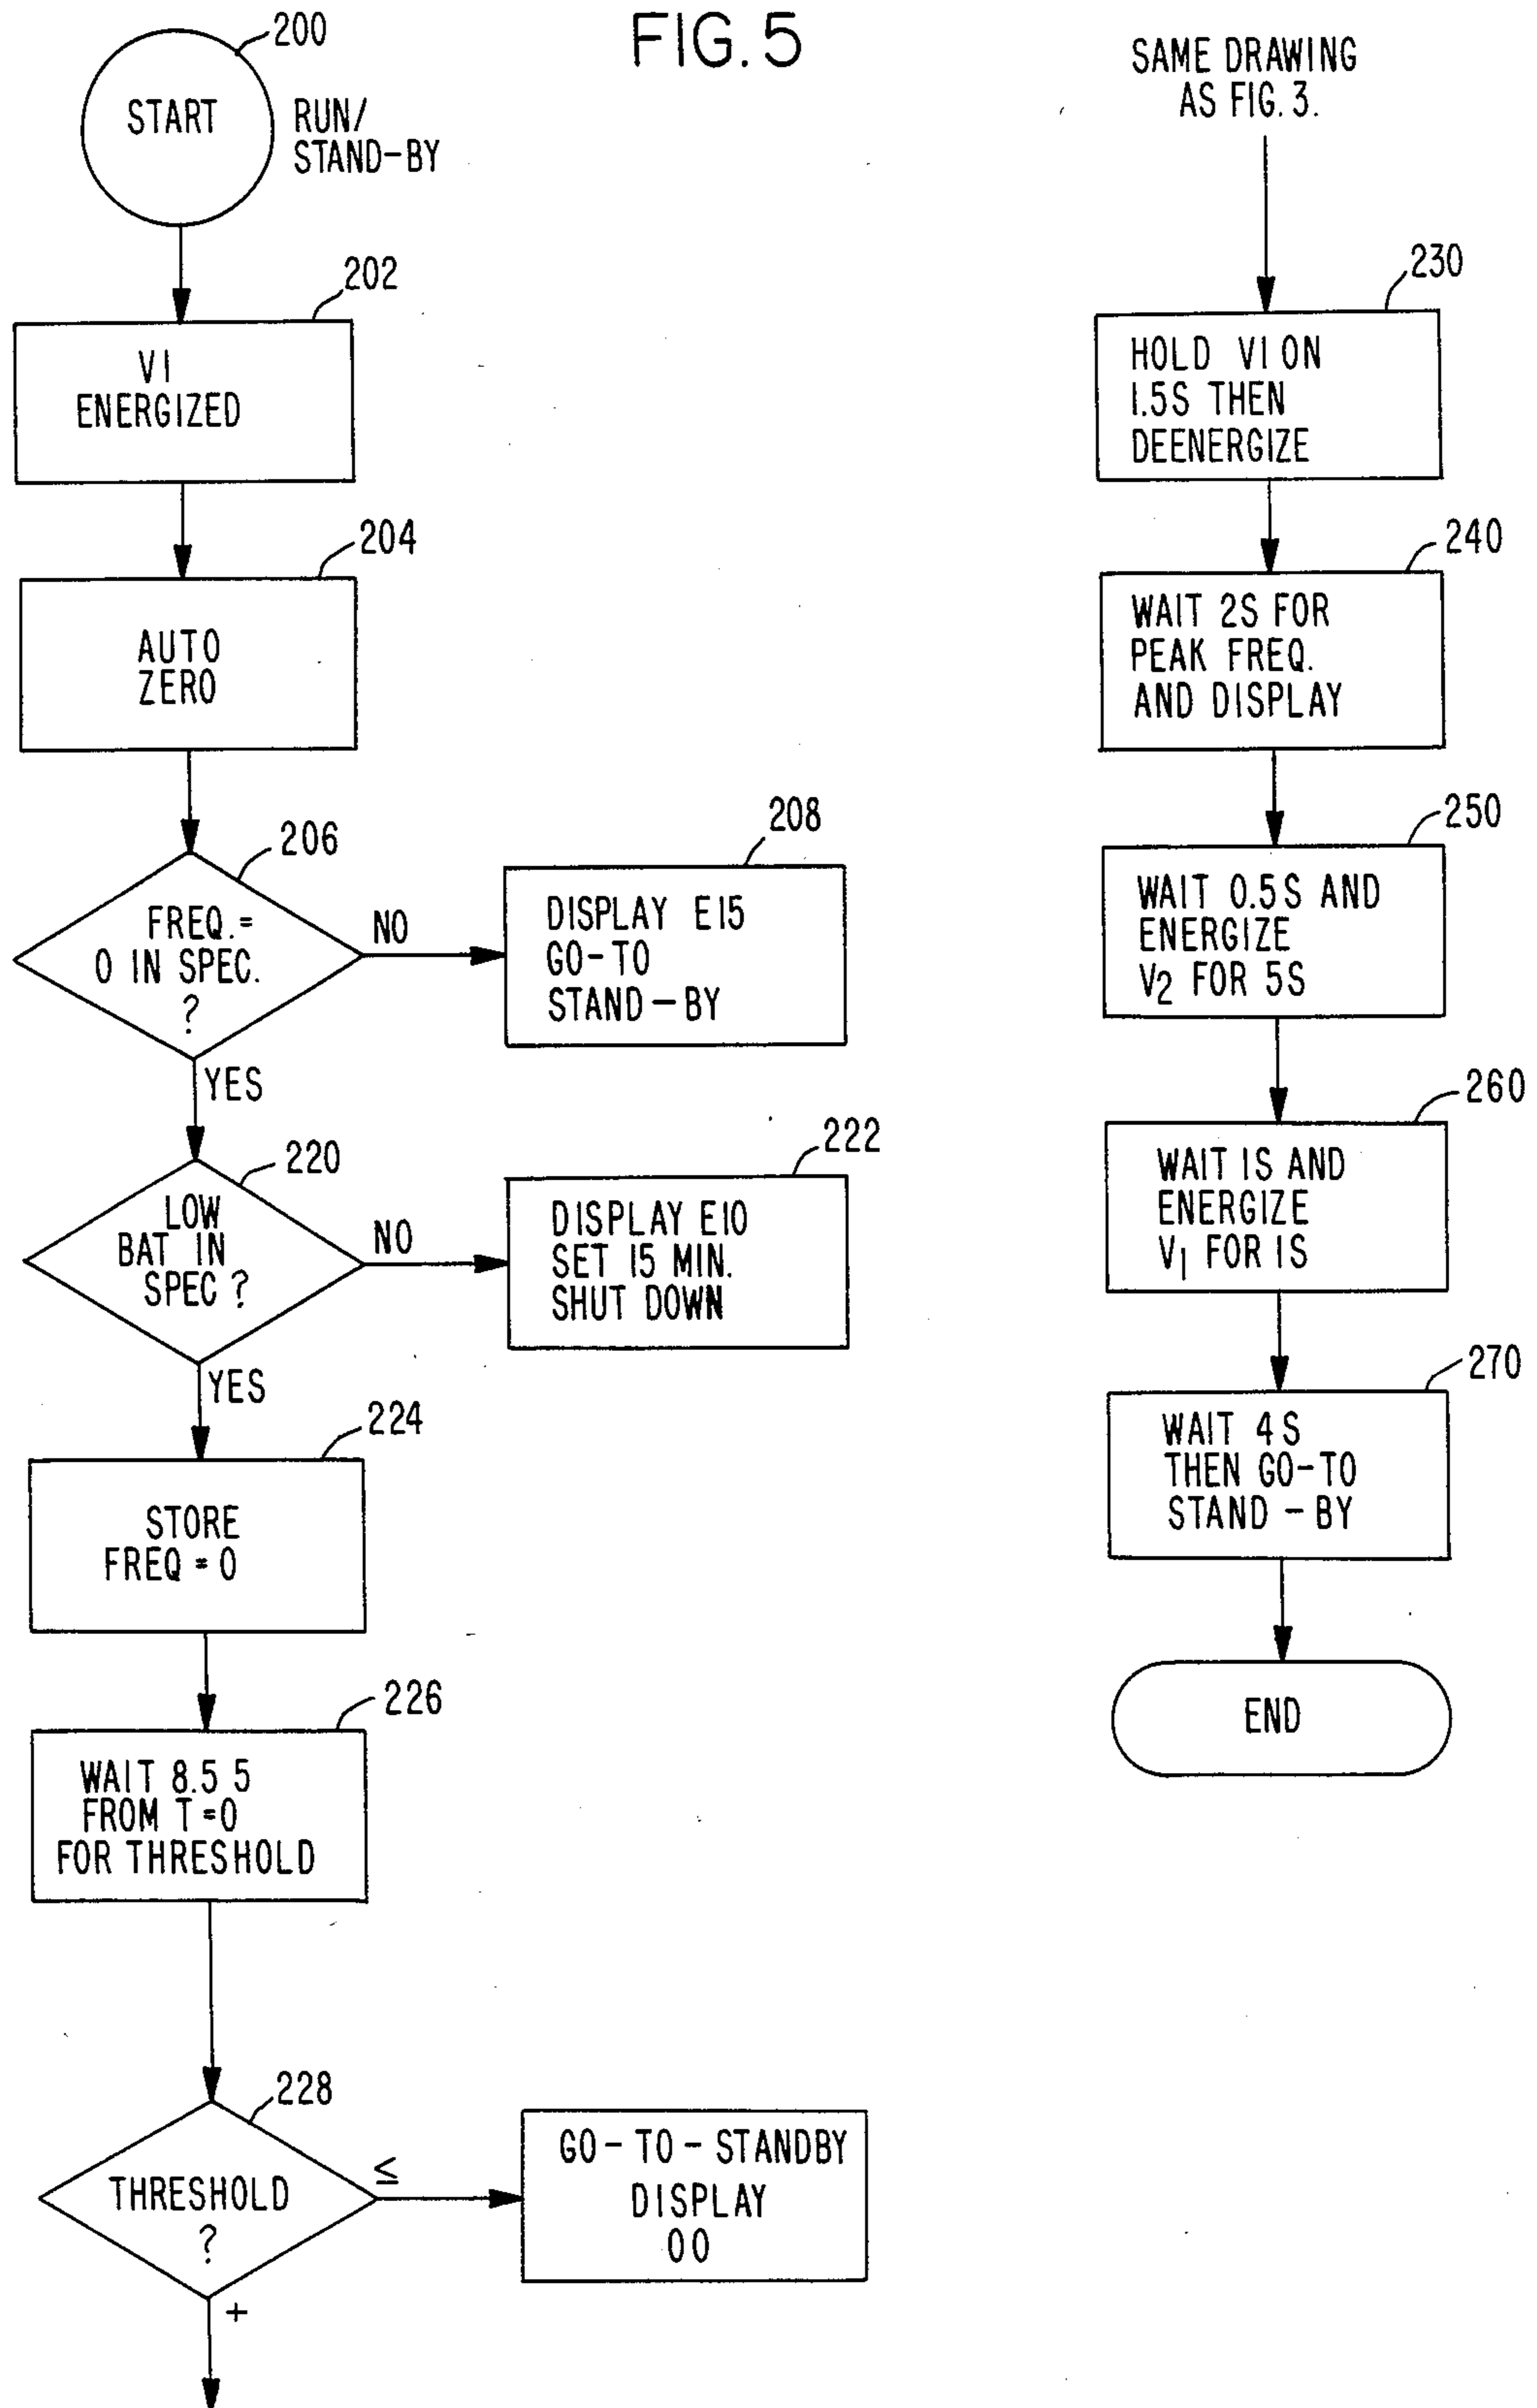 FIG. 5
200
START
RUN/
STAND-BY
202
V1
ENERGIZED
204
AUTO
ZERO
206
FREQ. =
0 IN SPEC.
?
NO
208
DISPLAY E15
GO-TO
STAND-BY
YES
220
LOW
BAT IN
SPEC ?
NO
222
DISPLAY E10
SET 15 MIN.
SHUT DOWN
YES
224
STORE
FREQ = 0
226
WAIT 8.5 5
FROM T=0
FOR THRESHOLD
228
THRESHOLD
?
≤
GO-TO-STANDBY
DISPLAY
00
+
SAME DRAWING
AS FIG. 3.
230
HOLD V1 ON
1.5S THEN
DEENERGIZE
240
WAIT 2S FOR
PEAK FREQ.
AND DISPLAY
250
WAIT 0.5S AND
ENERGIZE
V2 FOR 5S
260
WAIT 1S AND
ENERGIZE
V1 FOR 1S
270
WAIT 4S
THEN GO-TO
STAND-BY
END